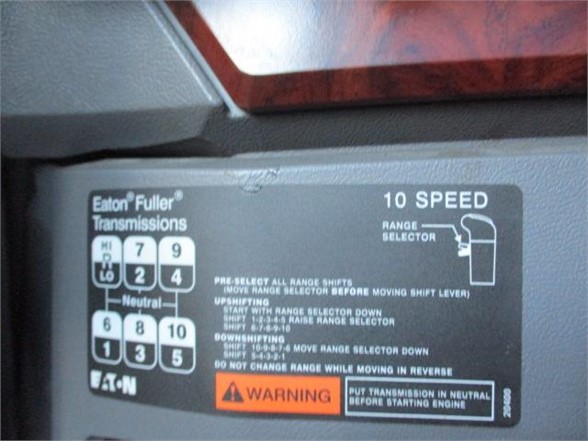 Eaton® Fuller®
Transmissions
10 SPEED
RANGE
SELECTOR
HI 7 9
R
LO 2 4
Neutral
6 8 10
1 3 5
EATON
PRE-SELECT ALL RANGE SHIFTS
(MOVE RANGE SELECTOR BEFORE MOVING SHIFT LEVER)
UPSHIFTING
START WITH RANGE SELECTOR DOWN
SHIFT 1-2-3-4-5 RAISE RANGE SELECTOR
SHIFT 6-7-8-9-10
DOWNSHIFTING
SHIFT 10-9-8-7-6 MOVE RANGE SELECTOR DOWN
SHIFT 5-4-3-2-1
DO NOT CHANGE RANGE WHILE MOVING IN REVERSE
WARNING
PUT TRANSMISSION IN NEUTRAL
BEFORE STARTING ENGINE
20400